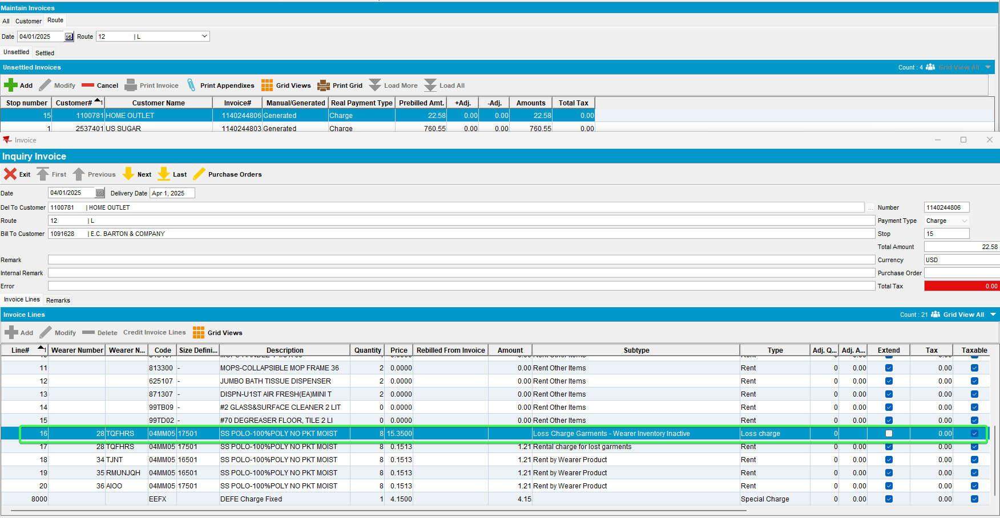 Maintain Invoices
All Customer Route
Date 04/01/2025 16 Route 12 | L
Unsettled Settled
Unsettled Invoices Count : 4 Grid View All
Add Modify Cancel Print Invoice Print Appendixes Grid Views Print Grid Load More Load All
Stop number Customer# 1 Customer Name Invoice# Manual/Generated Real Payment Type Prebilled Amt. +Adj. -Adj. Amounts Total Tax
15 1100781 HOME OUTLET 1140244806 Generated Charge 22.58 0.00 0.00 22.58 0.00
1 2537401 US SUGAR 1140244803 Generated Charge 760.55 0.00 0.00 760.55 0.00
Invoice
Inquiry Invoice
Exit First Previous Next Last Purchase Orders
Date 04/01/2025 16 Delivery Date Apr 1, 2025
Del To Customer 1100781 | HOME OUTLET ... Number 1140244806
Route 12 | L Payment Type Charge
Bill To Customer 1091628 | E.C. BARTON & COMPANY Stop 15
Total Amount 22.58
Remark Currency USD
Internal Remark Purchase Order
Error Total Tax 0.00
Invoice Lines Remarks
Invoice Lines Count : 21 Grid View All
Add Modify Delete Credit Invoice Lines Grid Views
Line# 1 Wearer Number Wearer N... Code Size Defini... Description Quantity Price Rebilled From Invoice Amount Subtype Type Adj. Q... Adj. A... Extend Tax Taxable
11 813300 - MOPS-COLLAPSIBLE MOP FRAME 36 2 0.0000 0.00 Rent Other Items Rent 0 0.00 0.00
12 625107 - JUMBO BATH TISSUE DISPENSER 2 0.0000 0.00 Rent Other Items Rent 0 0.00 0.00
13 871307 - DISPN-U1ST AIR FRESH(EA)MINI T 2 0.0000 0.00 Rent Other Items Rent 0 0.00 0.00
14 99TB09 - #2 GLASS&SURFACE CLEANER 2 LIT 0 0.0000 0.00 Rent Other Items Rent 0 0.00 0.00
15 99TD02 - #70 DEGREASER FLOOR, TILE 2 LI 0 0.0000 0.00 Rent Other Items Rent 0 0.00 0.00
16 28 TQFHRS 04MM05 17501 SS POLO-100%POLY NO PKT MOIST 8 15.3500 Loss Charge Garments - Wearer Inventory Inactive Loss charge 0 0.00
17 28 TQFHRS 04MM05 17501 SS POLO-100%POLY NO PKT MOIST 8 0.1513 1.21 Rental charge for lost garments Rent 0 0.00 0.00
18 34 TJNT 04MM05 16501 SS POLO-100%POLY NO PKT MOIST 8 0.1513 1.21 Rent by Wearer Product Rent 0 0.00 0.00
19 35 RMUNJQH 04MM05 16501 SS POLO-100%POLY NO PKT MOIST 8 0.1513 1.21 Rent by Wearer Product Rent 0 0.00 0.00
20 36 AIOO 04MM05 17501 SS POLO-100%POLY NO PKT MOIST 8 0.1513 1.21 Rent by Wearer Product Rent 0 0.00 0.00
8000 EEFX DEFE Charge Fixed 1 4.1500 4.15 Special Charge 0 0.00 0.00